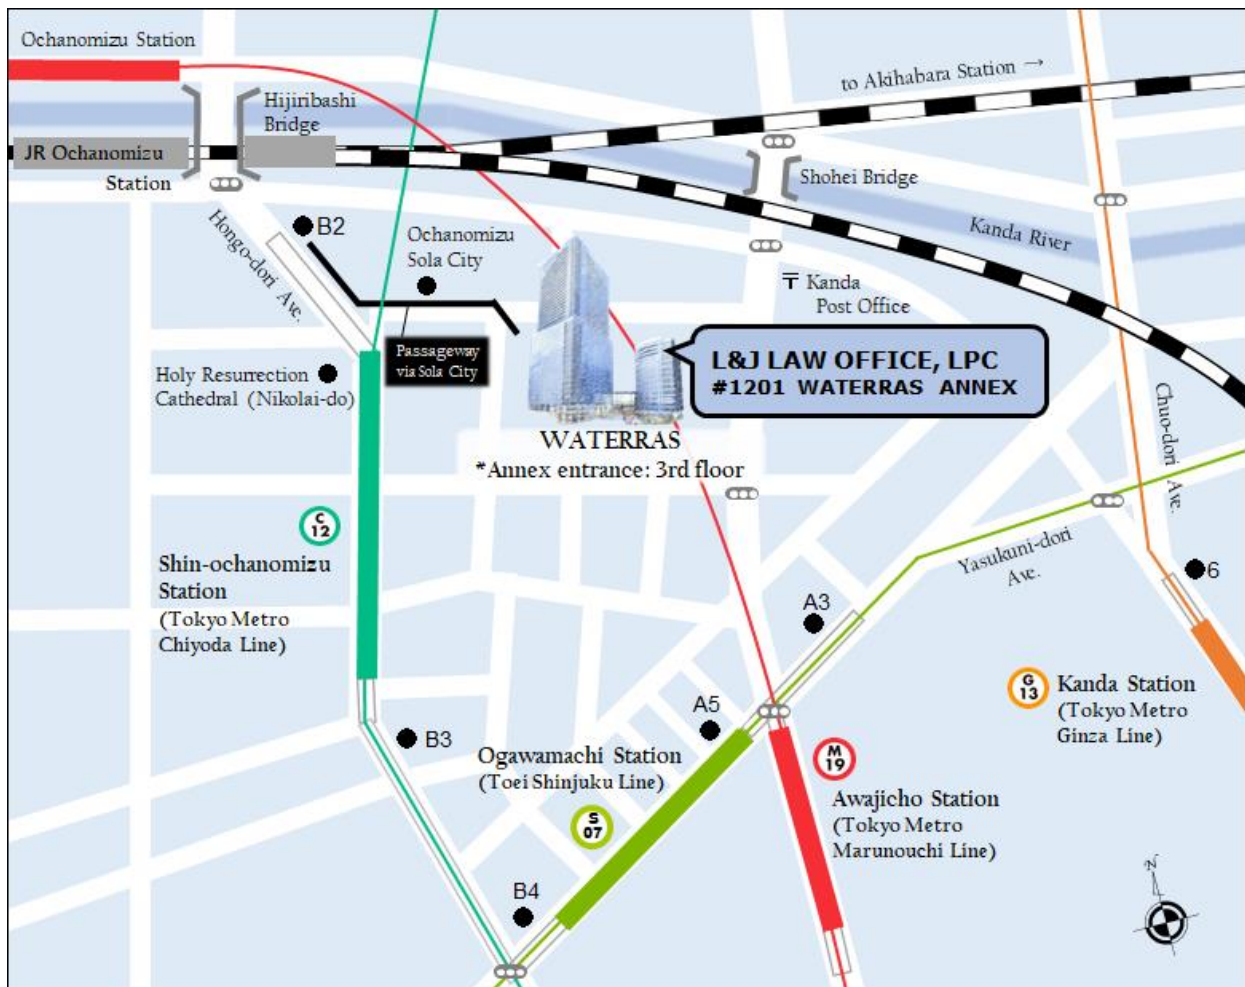 Ochanomizu Station
to Akihabara Station →
Hijiribashi
Bridge
JR Ochanomizu
Station
Shohei Bridge
Kanda River
Hongo-dori Ave.
B2
Ochanomizu
Sola City
〒 Kanda
Post Office
Passageway
via Sola City
L&J LAW OFFICE, LPC
#1201 WATERRAS ANNEX
Holy Resurrection
Cathedral (Nikolai-do)
Chuo-dori Ave.
WATERRAS
*Annex entrance: 3rd floor
C
12
Shin-ochanomizu
Station
(Tokyo Metro
Chiyoda Line)
Yasukuni-dori
Ave.
6
A3
G
13
Kanda Station
(Tokyo Metro
Ginza Line)
A5
B3
Ogawamachi Station
(Toei Shinjuku Line)
S
07
M
19
Awajicho Station
(Tokyo Metro
Marunouchi Line)
B4
N